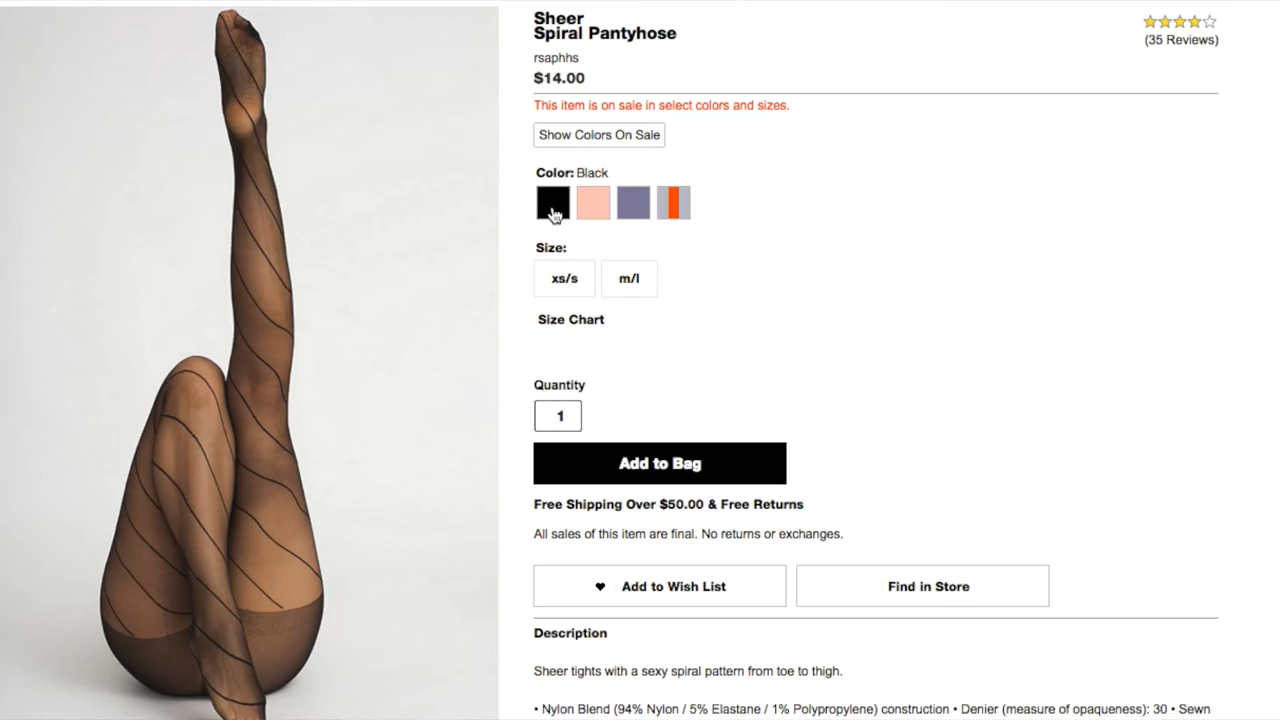 Sheer
Spiral Pantyhose
(35 Reviews)
rsaphhs
$14.00
This item is on sale in select colors and sizes.
Show Colors On Sale
Color: Black
Size:
xs/s m/l
Size Chart
Quantity
1
Add to Bag
Free Shipping Over $50.00 & Free Returns
All sales of this item are final. No returns or exchanges.
♥ Add to Wish List Find in Store
Description
Sheer tights with a sexy spiral pattern from toe to thigh.
• Nylon Blend (94% Nylon / 5% Elastane / 1% Polypropylene) construction • Denier (measure of opaqueness): 30 • Sewn